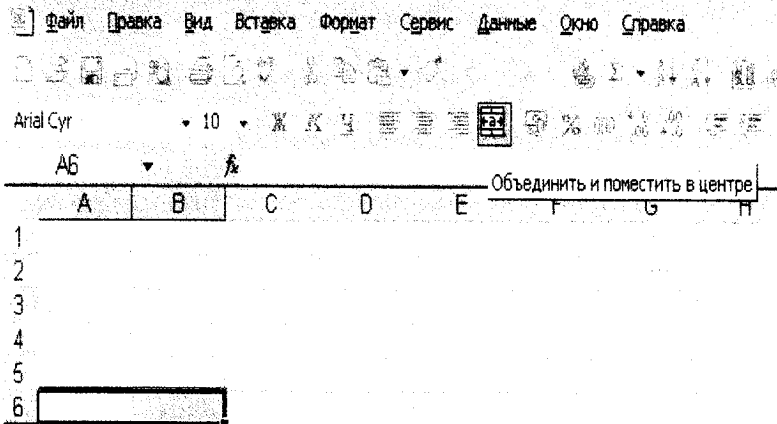 Файл Правка Вид Вставка Формат Сервис Данные Окно Справка
Arial Cyr 10 Ж К Ч %
A6 fx
Объединить и поместить в центре
A B C D E F G H
1
2
3
4
5
6